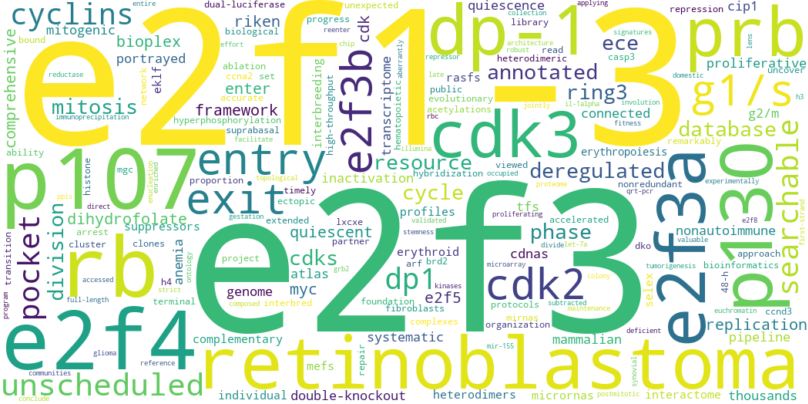 cyclins
riken
dual-luciferase
progress
unexpected
quiescence
library
repression
cip1
applying
e2f1-3
dp-1
prb
mitogenic
bioplex
biological
cdk
reenter
bound
collection
architecture
robust
read
casp3
signatures
portrayed
ablation
chip
eklf
ccna2
set
repressor
late
ece
proliferative
heterodimeric
annotated
rasfs
uncover
comprehensive
mitosis
enter
network
accurate
e2f3b
transcriptome
public
evolutionary
ring3
g1/s
lens
entire
reductase
framework
interbreeding
high-throughput
aberrantly
hematopoietic
acetylations
connected
domestic
jointly
involution
h3
immunoprecipitation
hyperphosphorylation
suprabasal
facilitate
cdk3
rbc
illumina
il-1alpha
fitness
g2/m
database
remarkably
p107
entry
resource
erythropoiesis
ability
mgc
histone
enucleation
enriched
topological
inactivation
hybridization
occupied
viewed
proteome
deregulated
nonredundant
experimentally
proportion
timely
ectopic
cycle
qrt-pcr
proliferating
e2f8
dihydrofolate
exit
direct
gestation
extended
lxcxe
profiles
validated
stemness
tfs
accelerated
divide
let-7a
valuable
first-strand
searchable
arrest
suppressors
quiescent
partner
phase
dko
microarray
tumorigenesis
nonautoimmune
pocket
rb
cluster
clones
anemia
cdks
arf
brd2
erythroid
dp1
e2f3
cdnas
colony
mirnas
approach
bioinformatics
e2f3a
p130
transition
division
project
grb2
atlas
e2f5
cdk2
subtracted
maintenance
48-h
ccnd3
euchromatin
program
accessed
full-length
h4
strict
ontology
genome
myc
composed
interbred
foundation
fibroblasts
kinases
complexes
protocols
organization
deficient
selex
replication
e2f4
terminal
complementary
systematic
mammalian
pipeline
communities
glioma
reference
mefs
repair
mir-155
retinoblastoma
unscheduled
individual
double-knockout
heterodimers
micrornas
postmitotic
synovial
interactome
thousands
conclude